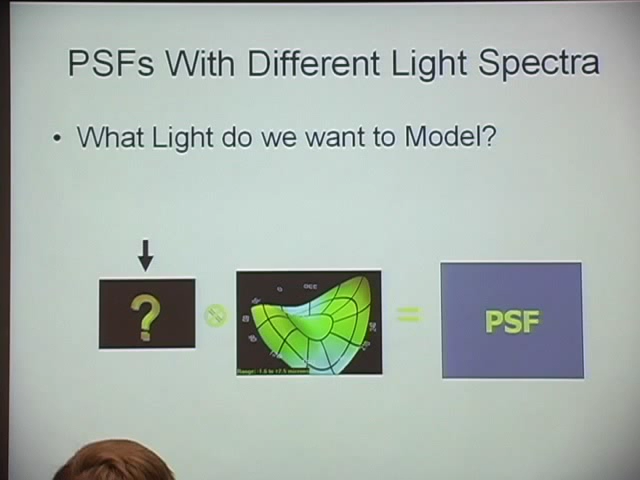 PSFs With Different Light Spectra
• What Light do we want to Model?
?
=
PSF